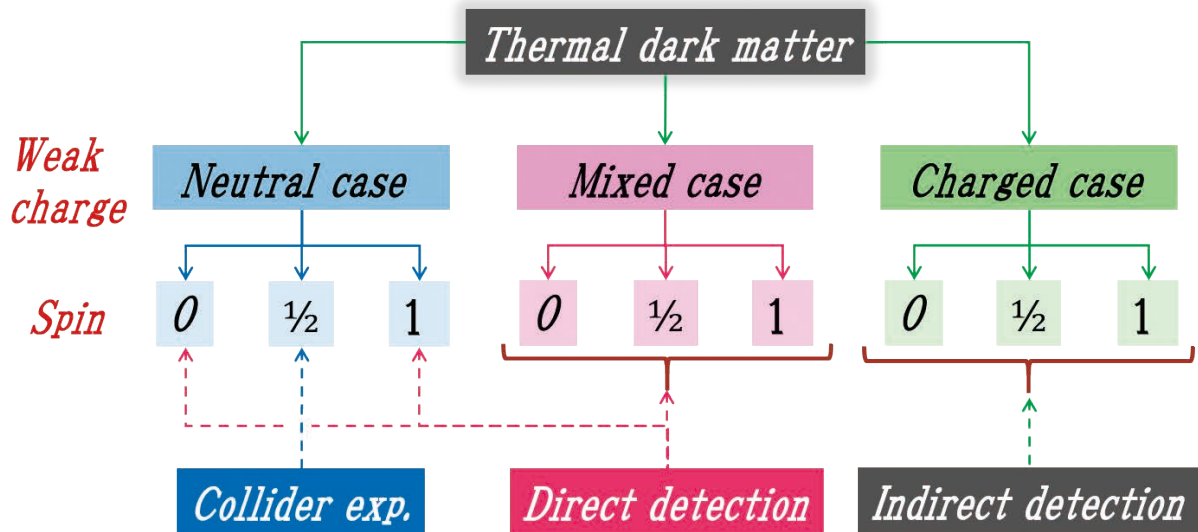 Thermal dark matter
Weak
charge
Neutral case
Mixed case
Charged case
Spin
0
½
1
0
½
1
0
½
1
Collider exp.
Direct detection
Indirect detection